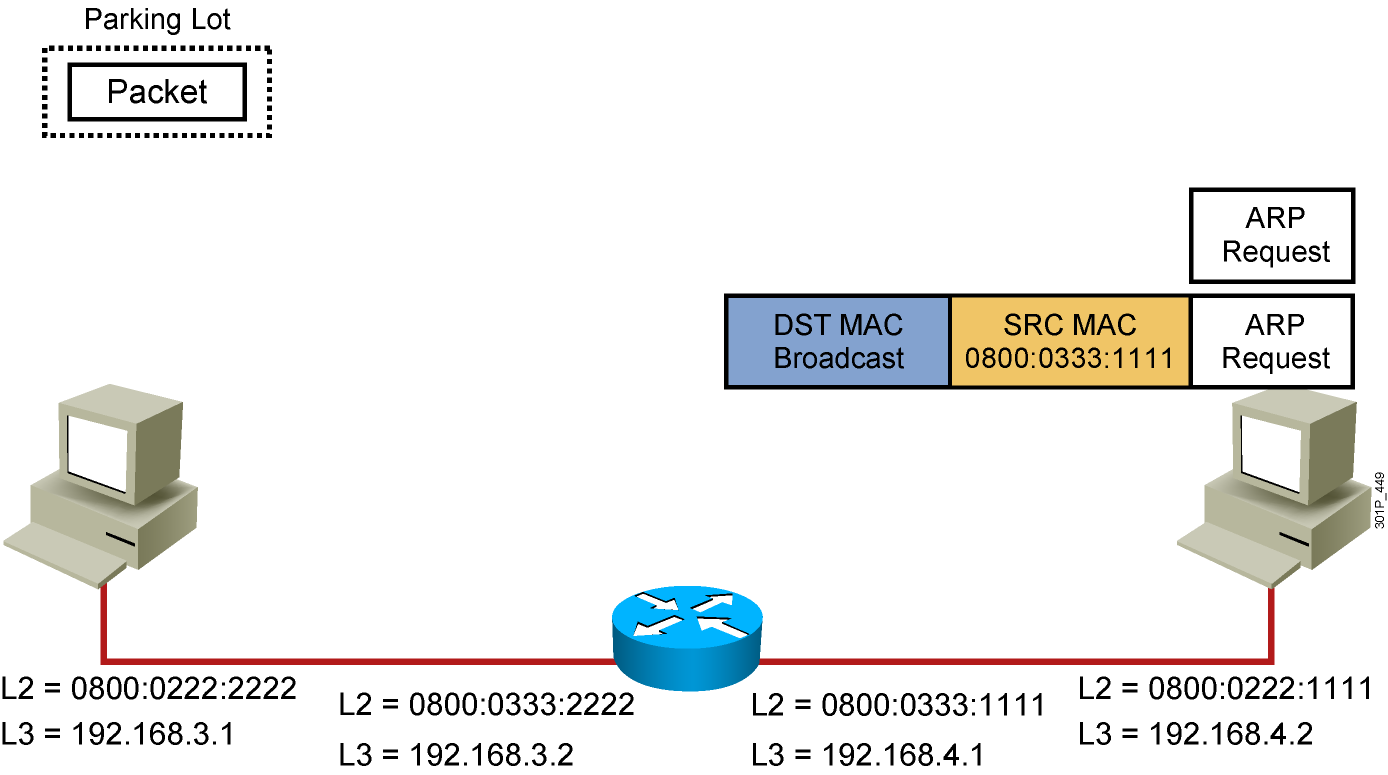 Parking Lot
Packet
ARP
Request
DST MAC
Broadcast
SRC MAC
0800:0333:1111
ARP
Request
301P_449
L2 = 0800:0222:2222
L3 = 192.168.3.1
L2 = 0800:0333:2222
L3 = 192.168.3.2
L2 = 0800:0333:1111
L3 = 192.168.4.1
L2 = 0800:0222:1111
L3 = 192.168.4.2